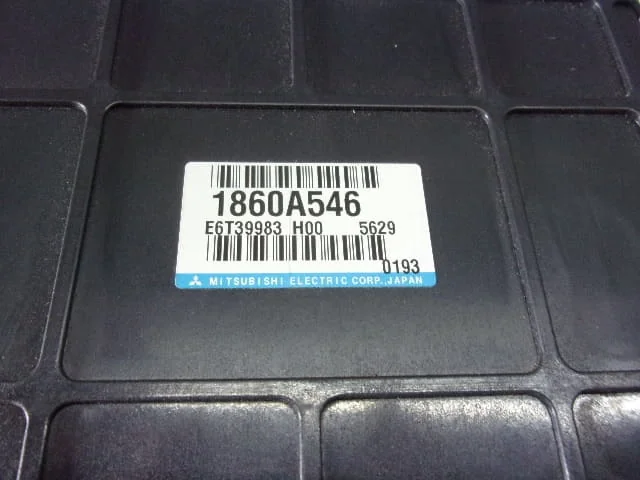 1860A546
E6T39983 H00 5629
0193
MITSUBISHI ELECTRIC CORP., JAPAN